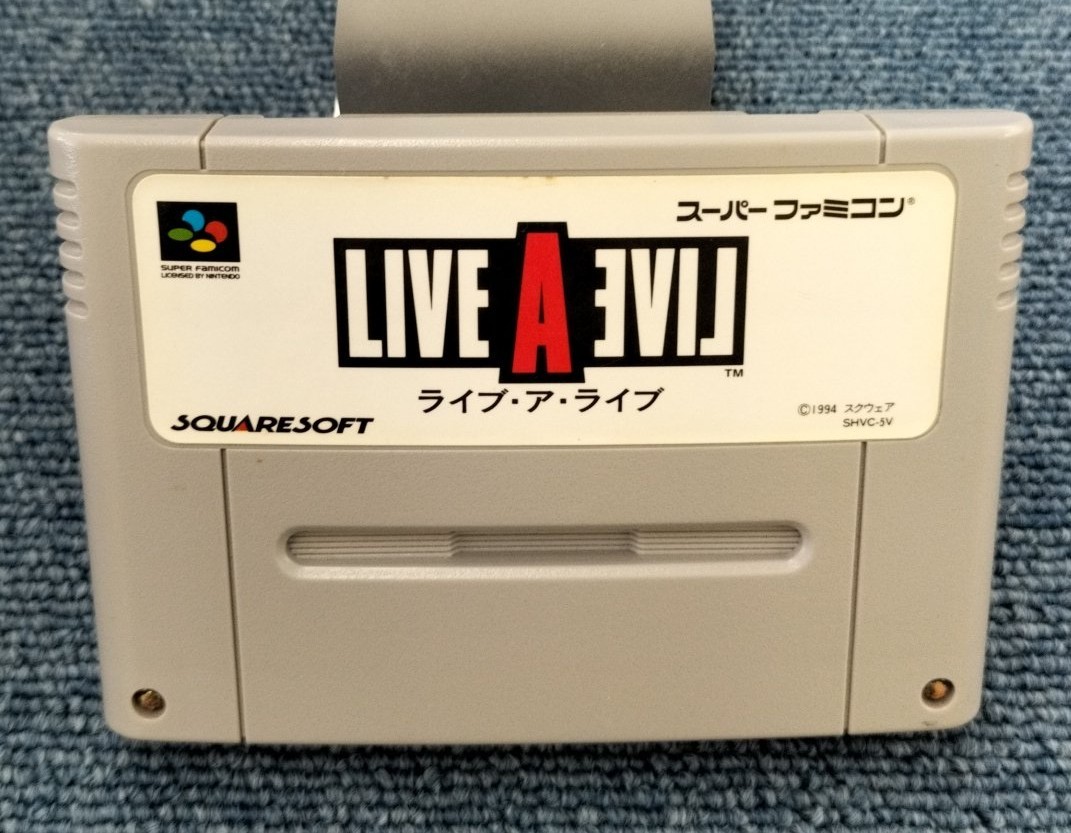 スーパーファミコン®
SUPER FAMICOM
LICENSED BY NINTENDO
LIVE A EVIL
TM
ライブ・ア・ライブ
SQUARESOFT
©1994 スクウェア
SHVC-5V